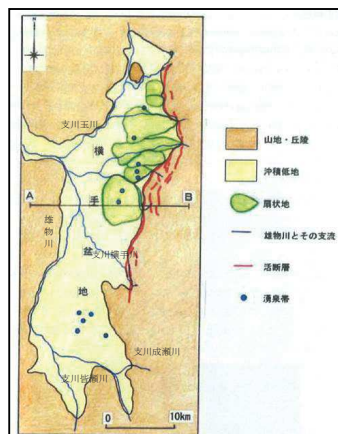 N
支川玉川
横
手
A
B
雄物川
支川横手川
盆
地
支川成瀬川
支川皆瀬川
0
10km
山地・丘陵
沖積低地
扇状地
雄物川とその支流
活断層
湧泉帯